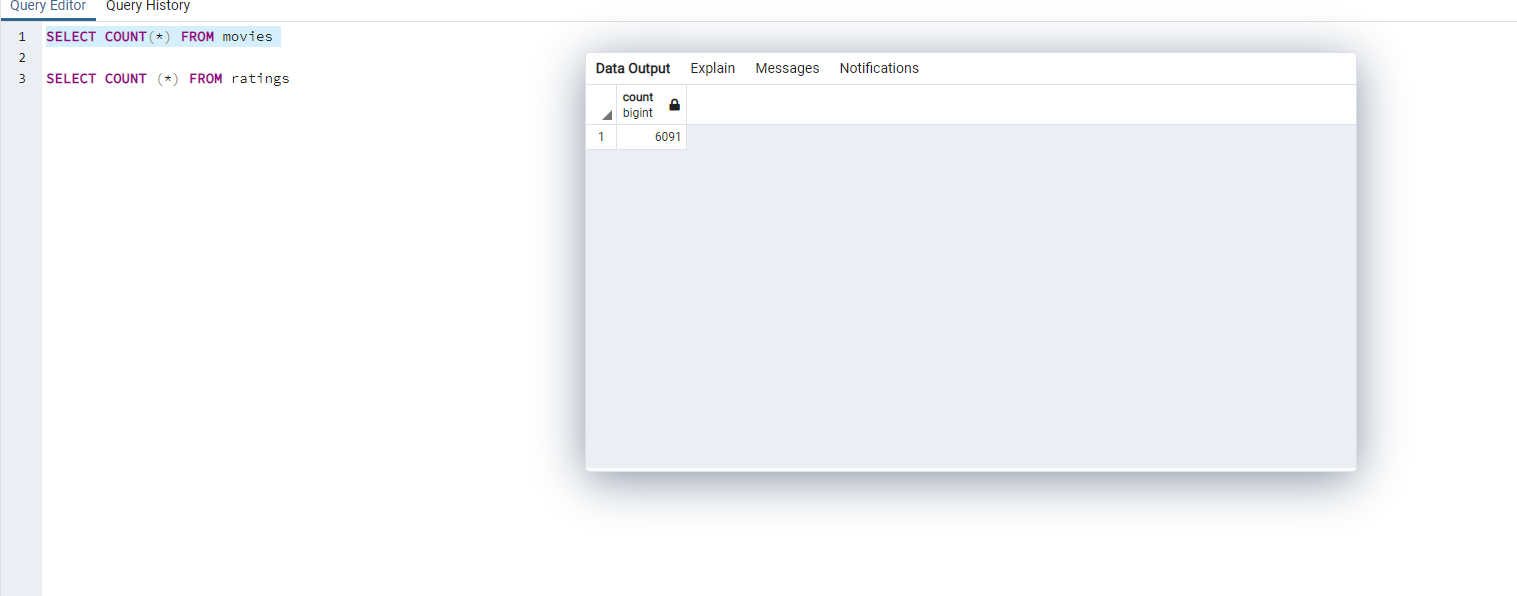 Query Editor Query History
1 SELECT COUNT(*) FROM movies
2
3 SELECT COUNT (*) FROM ratings
Data Output Explain Messages Notifications
count
bigint
1 6091